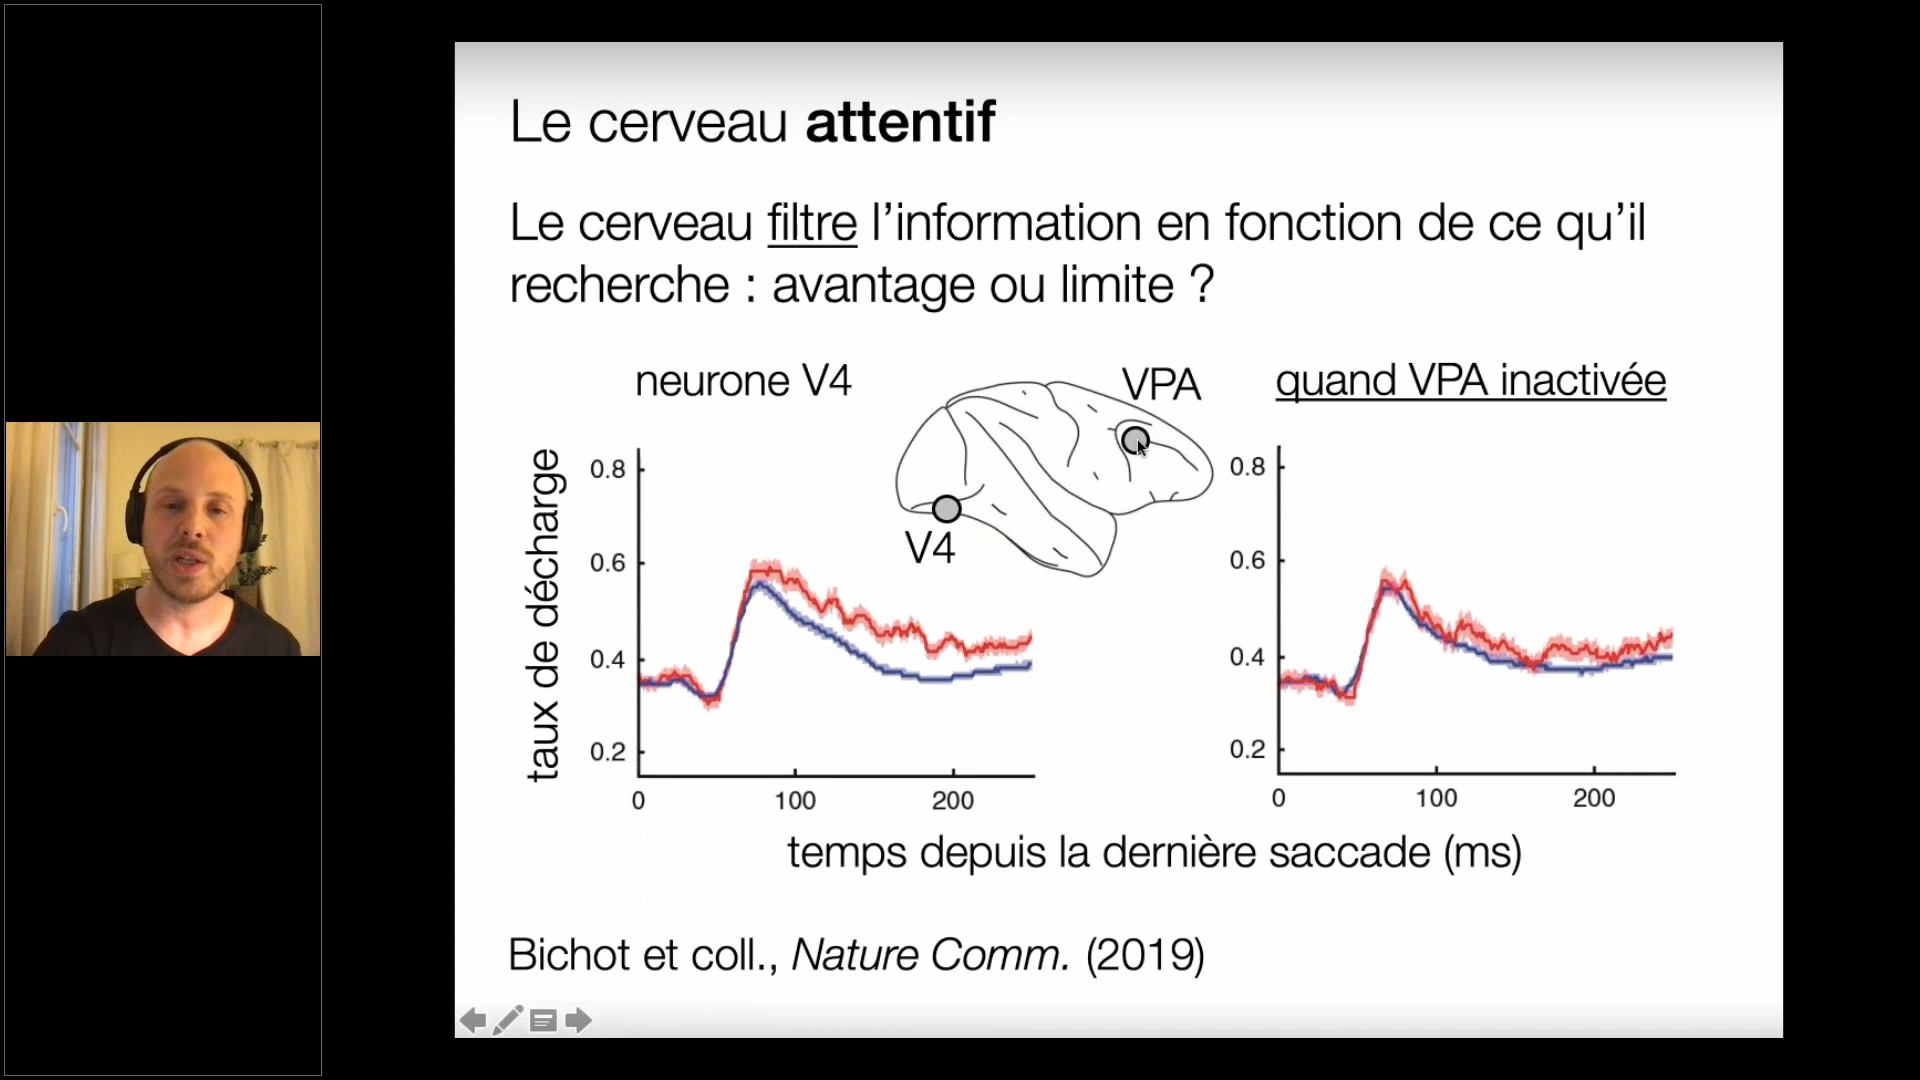 Le cerveau attentif
Le cerveau filtre l'information en fonction de ce qu'il
recherche : avantage ou limite ?
neurone V4
VPA
quand VPA inactivée
V4
taux de décharge
0.8
0.6
0.4
0.2
0
100
200
0.8
0.6
0.4
0.2
0
100
200
temps depuis la dernière saccade (ms)
Bichot et coll., Nature Comm. (2019)